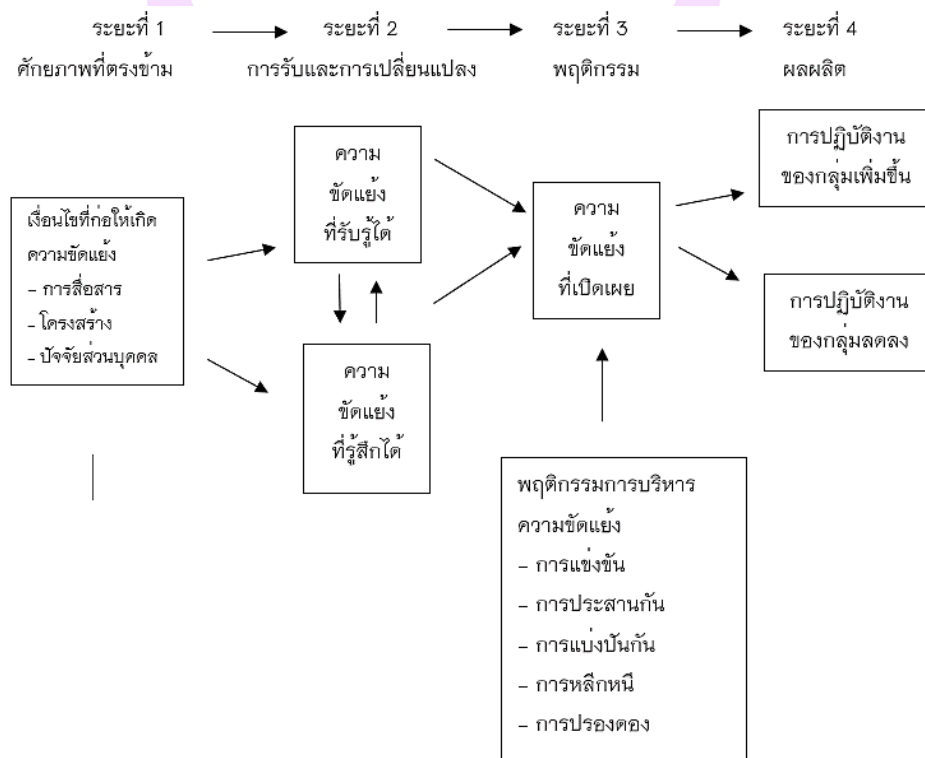 ระยะที่ 1
ระยะที่ 2
ระยะที่ 3
ระยะที่ 4
ศักยภาพที่ตรงข้าม
การรับและการเปลี่ยนแปลง
พฤติกรรม
ผลผลิต
เงื่อนไขที่ก่อให้เกิด
ความขัดแย้ง
– การสื่อสาร
– โครงสร้าง
– ปัจจัยส่วนบุคคล
ความ
ขัดแย้ง
ที่รับรู้ได้
ความ
ขัดแย้ง
ที่รู้สึกได้
ความ
ขัดแย้ง
ที่เปิดเผย
พฤติกรรมการบริหาร
ความขัดแย้ง
– การแข่งขัน
– การประสานกัน
– การแบ่งปันกัน
– การหลีกหนี
– การปรองดอง
การปฏิบัติงาน
ของกลุ่มเพิ่มขึ้น
การปฏิบัติงาน
ของกลุ่มลดลง